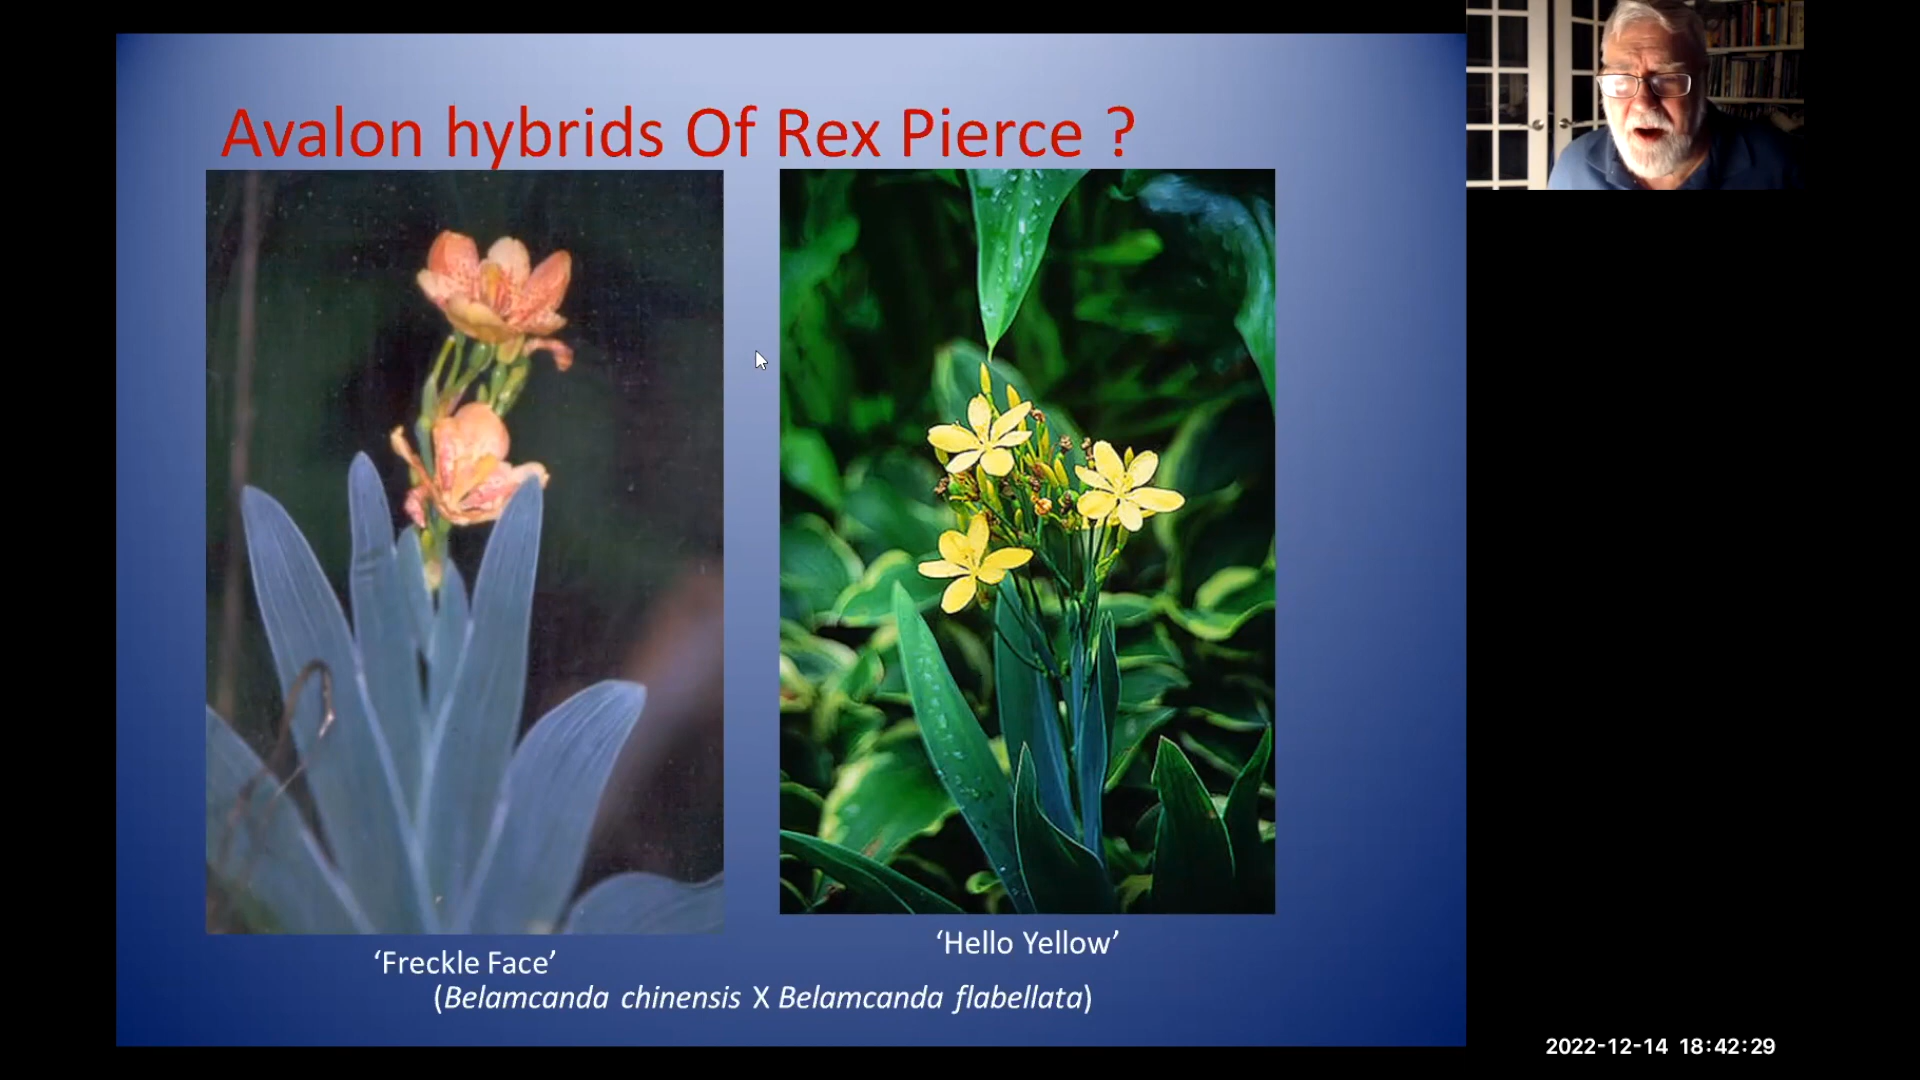 Avalon hybrids Of Rex Pierce ?
‘Freckle Face’
‘Hello Yellow’
(Belamcanda chinensis X Belamcanda flabellata)
2022-12-14 18:42:29